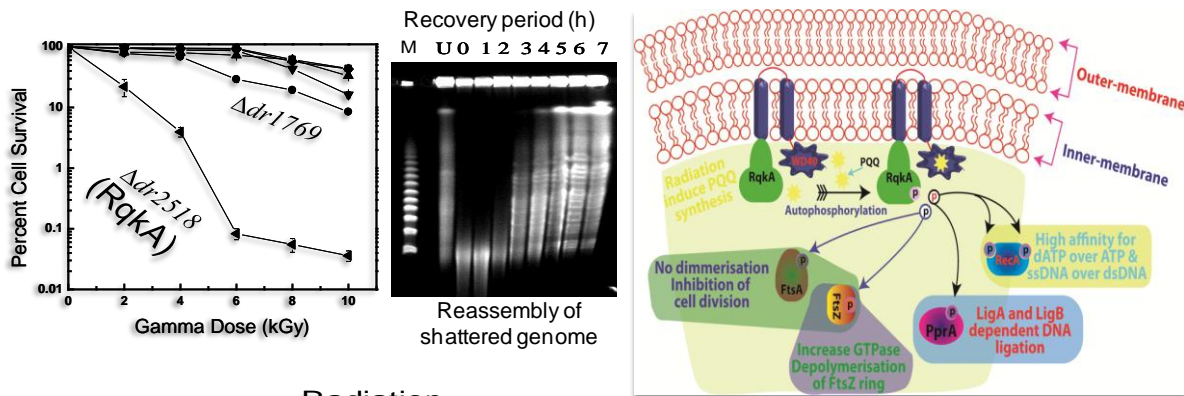 100
10
1
0.1
0.01
Percent Cell Survival
0 2 4 6 8 10
Gamma Dose (kGy)
Δdr1769
Δdr2518
(RqkA)
Recovery period (h)
M U 0 1 2 3 4 5 6 7
Reassembly of
shattered genome
Radiation
Outer-membrane
Inner-membrane
Radiation
induce PQQ
synthesis
WD40
RqkA
PQQ
Autophosphorylation
RqkA
P
P
P
No dimmerisation
Inhibition of
cell division
P
FtsA
FtsZ
P
Increase GTPase
Depolymerisation
of FtsZ ring
P
PprA
LigA and LigB
dependent DNA
ligation
P
RecA
P
High affinity for
dATP over ATP &
ssDNA over dsDNA